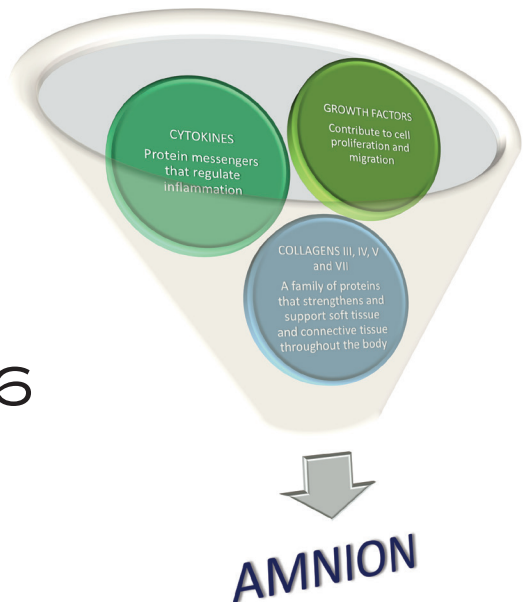 CYTOKINES
Protein messengers
that regulate
inflammation
GROWTH FACTORS
Contribute to cell
proliferation and
migration
COLLAGENS III, IV, V
and VII
A family of proteins
that strengthens and
support soft tissue
and connective tissue
throughout the body
6
AMNION